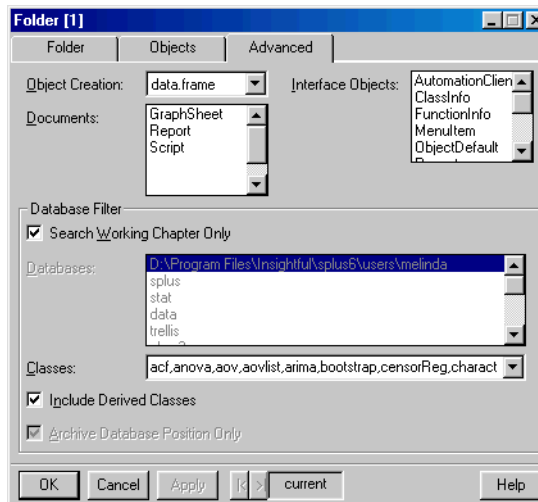 Folder [1]
Folder Objects Advanced
Object Creation: data.frame Interface Objects:
AutomationClien
ClassInfo
FunctionInfo
MenuItem
ObjectDefault
Documents:
GraphSheet
Report
Script
Database Filter
Search Working Chapter Only
Databases:
D:\Program Files\Insightful\splus6\users\melinda
splus
stat
data
trellis
Classes: acf,anova,aov,aovlist,arima,bootstrap,censorReg,charact
Include Derived Classes
Archive Database Position Only
OK Cancel Apply |< >| current Help